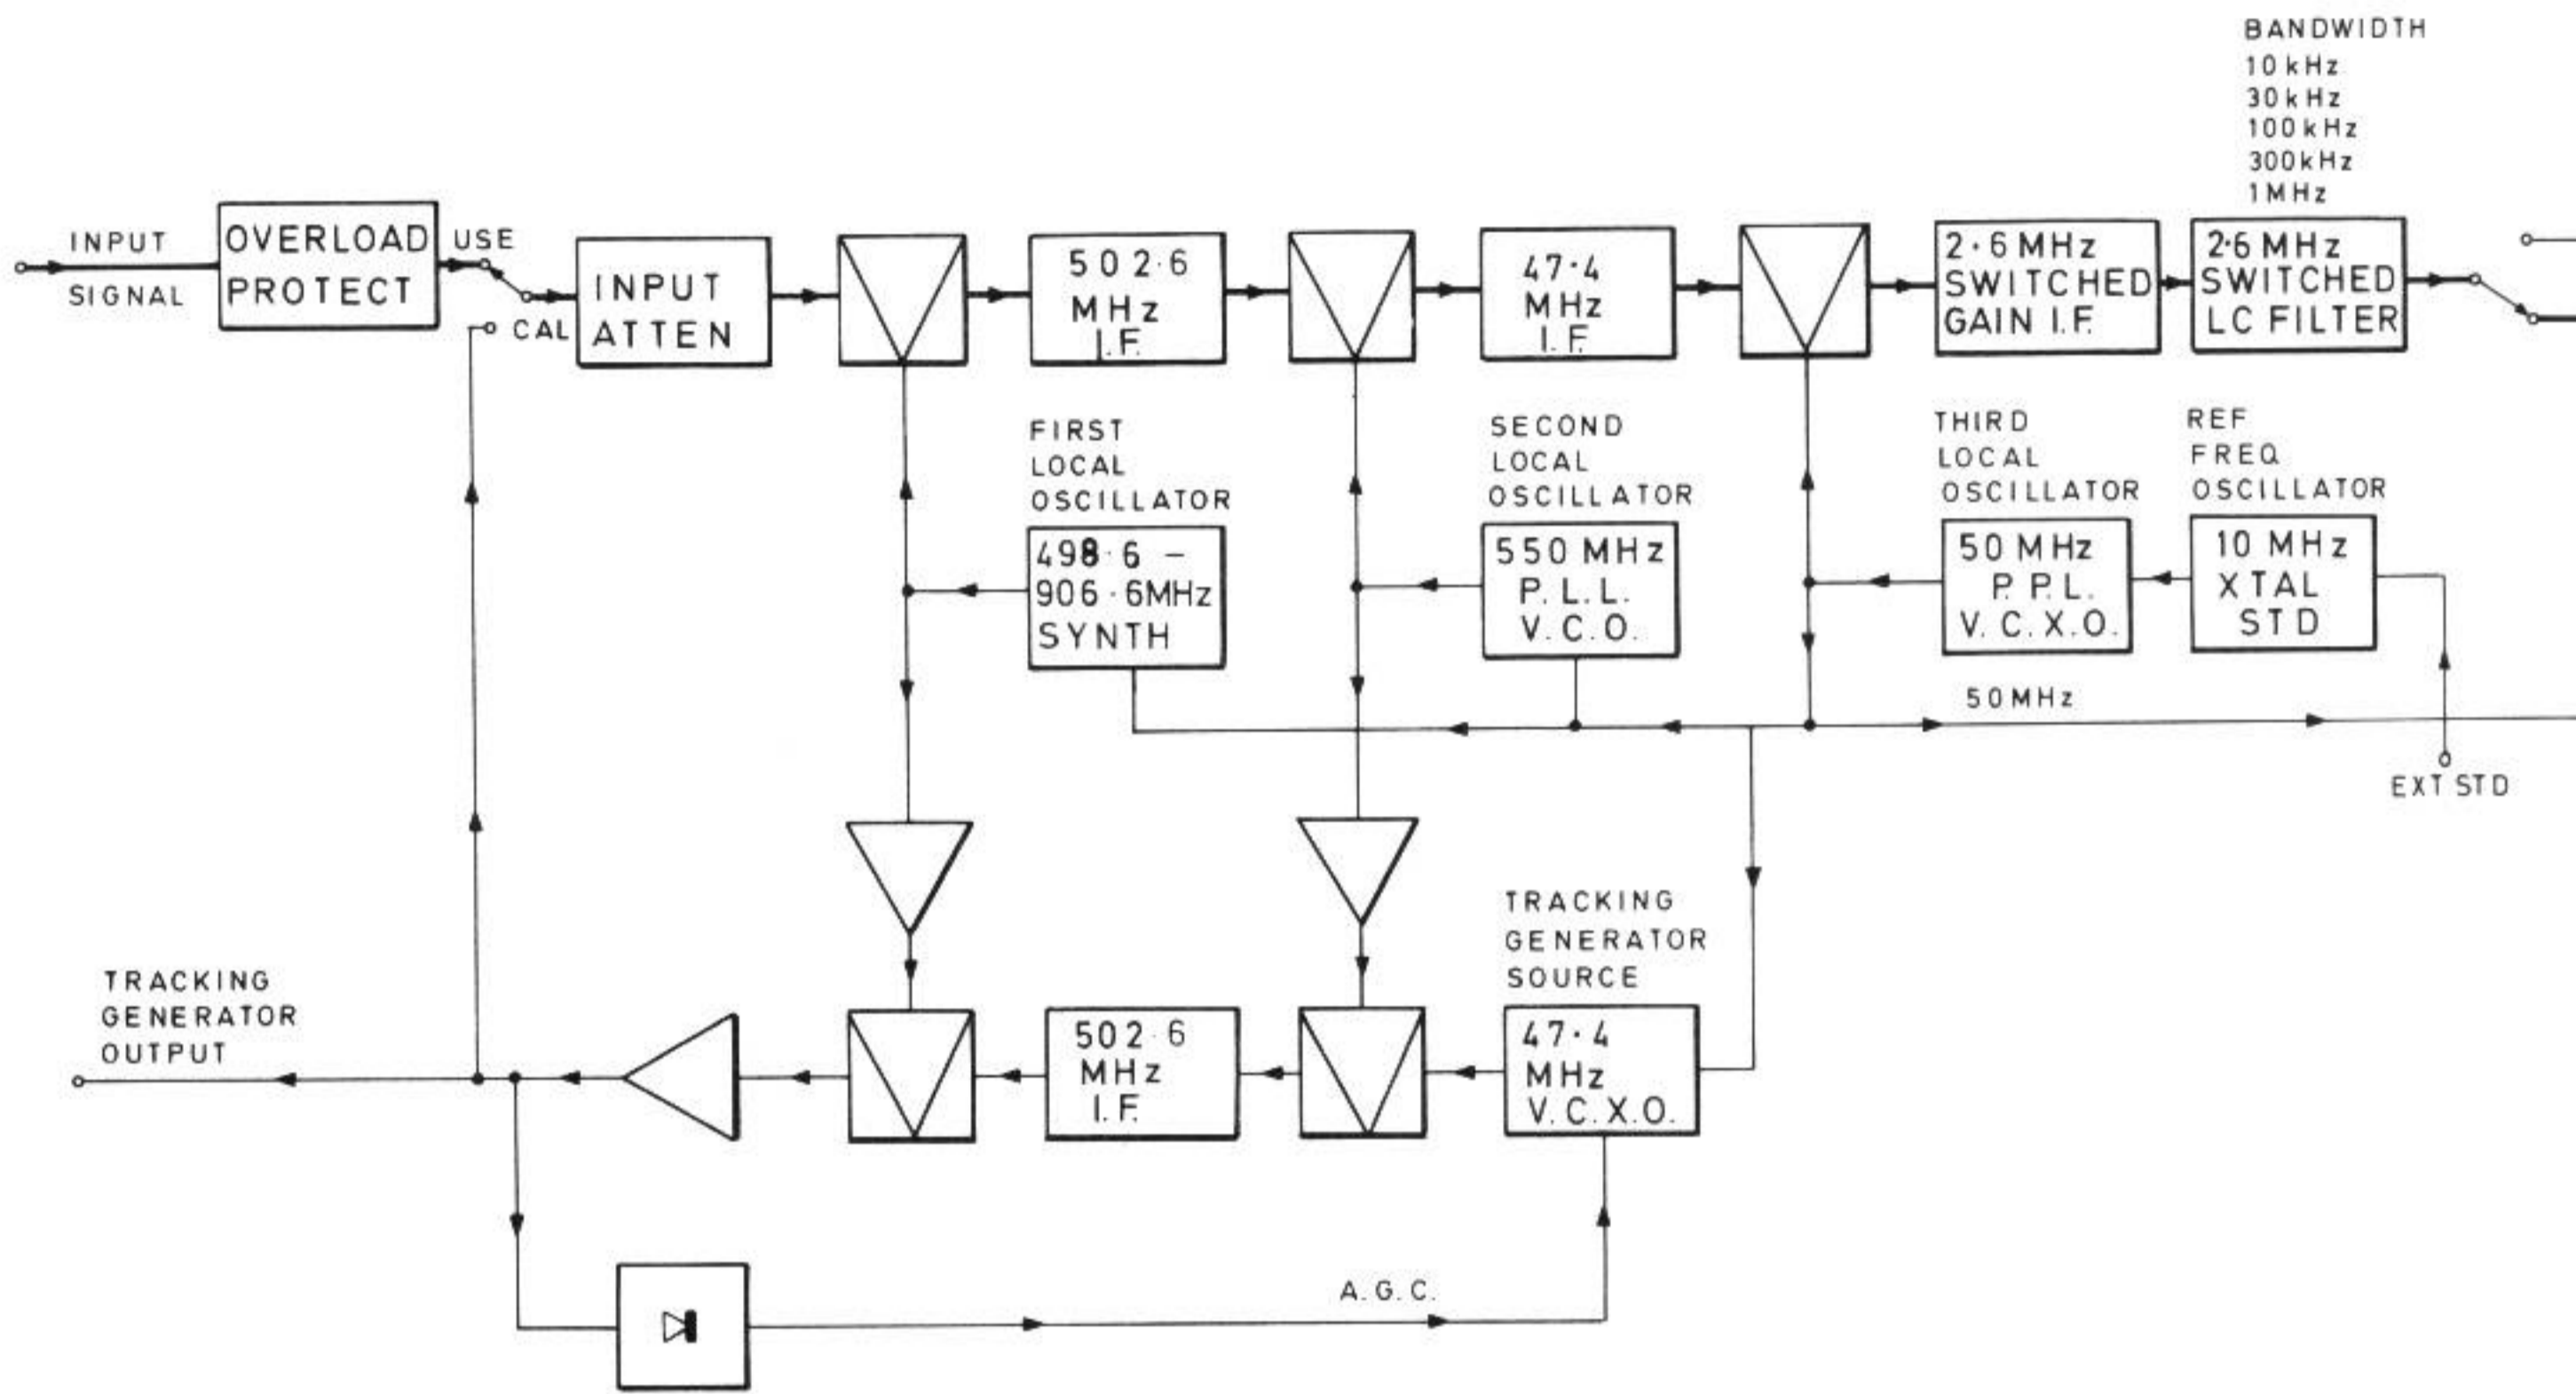 BANDWIDTH
10 kHz
30 kHz
100 kHz
300 kHz
1 MHz
INPUT
SIGNAL
OVERLOAD
PROTECT
USE
CAL
INPUT
ATTEN
502·6
MHz
I.F.
47·4
MHz
I.F.
2·6 MHz
SWITCHED
GAIN I.F.
2·6 MHz
SWITCHED
LC FILTER
FIRST
LOCAL
OSCILLATOR
498·6 –
906·6MHz
SYNTH
SECOND
LOCAL
OSCILLATOR
550 MHz
P.L.L.
V.C.O.
THIRD
LOCAL
OSCILLATOR
50 MHz
P.P.L.
V.C.X.O.
REF
FREQ
OSCILLATOR
10 MHz
XTAL
STD
50MHz
EXT STD
TRACKING
GENERATOR
SOURCE
47·4
MHz
V.C.X.O.
502·6
MHz
I.F.
TRACKING
GENERATOR
OUTPUT
A.G.C.